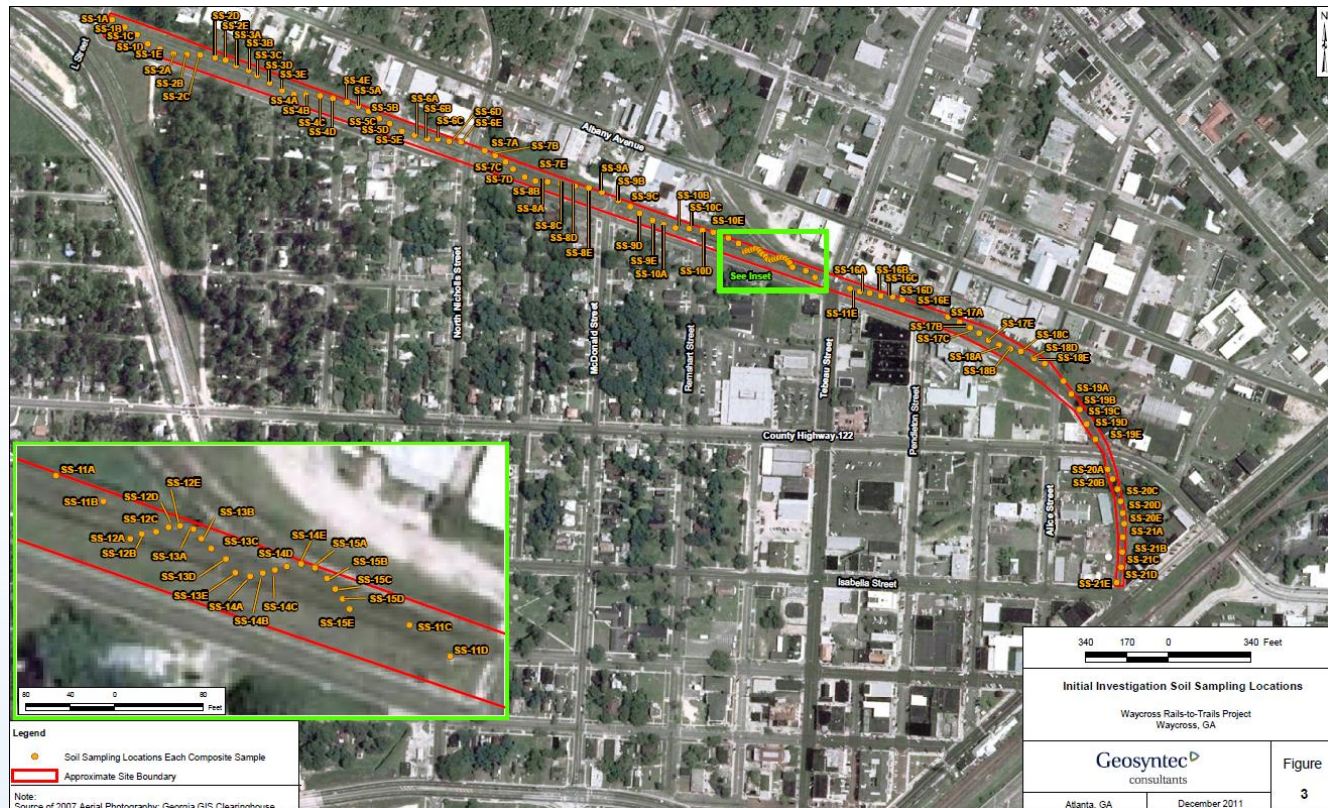 SS-1A
SS-1B
SS-1C
SS-1D
SS-1E
SS-2A
SS-2B
SS-2C
SS-2D
SS-2E
SS-3A
SS-3B
SS-3C
SS-3D
SS-3E
SS-4A
SS-4B
SS-4C
SS-4D
SS-4E
SS-5A
SS-5B
SS-5C
SS-5D
SS-5E
SS-6A
SS-6B
SS-6C
SS-6D
SS-6E
SS-7A
SS-7B
SS-7C
SS-7D
SS-7E
SS-8B
SS-8A
SS-8C
SS-8D
SS-8E
SS-9A
SS-9B
SS-9C
SS-9D
SS-9E
SS-10A
SS-10B
SS-10C
SS-10D
SS-10E
See Inset
SS-11E
SS-16A
SS-16B
SS-16C
SS-16D
SS-16E
SS-17A
SS-17B
SS-17C
SS-17E
SS-18A
SS-18B
SS-18C
SS-18D
SS-18E
SS-19A
SS-19B
SS-19C
SS-19D
SS-19E
SS-20A
SS-20B
SS-20C
SS-20D
SS-20E
SS-21A
SS-21B
SS-21C
SS-21D
SS-21E
L Street
Albany Avenue
North Nicholls Street
McDonald Street
Remshart Street
Tebeau Street
Pendleton Street
Alice Street
County Highway 122
Isabella Street
N
SS-11A
SS-11B
SS-12A
SS-12B
SS-12C
SS-12D
SS-12E
SS-13A
SS-13B
SS-13C
SS-13D
SS-13E
SS-14A
SS-14B
SS-14C
SS-14D
SS-14E
SS-15A
SS-15B
SS-15C
SS-15D
SS-15E
SS-11C
SS-11D
80 40 0 80
Feet
Legend
Soil Sampling Locations Each Composite Sample
Approximate Site Boundary
Note:
Source of 2007 Aerial Photography: Georgia GIS Clearinghouse
340 170 0 340 Feet
Initial Investigation Soil Sampling Locations
Waycross Rails-to-Trails Project
Waycross, GA
Geosyntec
consultants
Figure
3
Atlanta, GA
December 2011